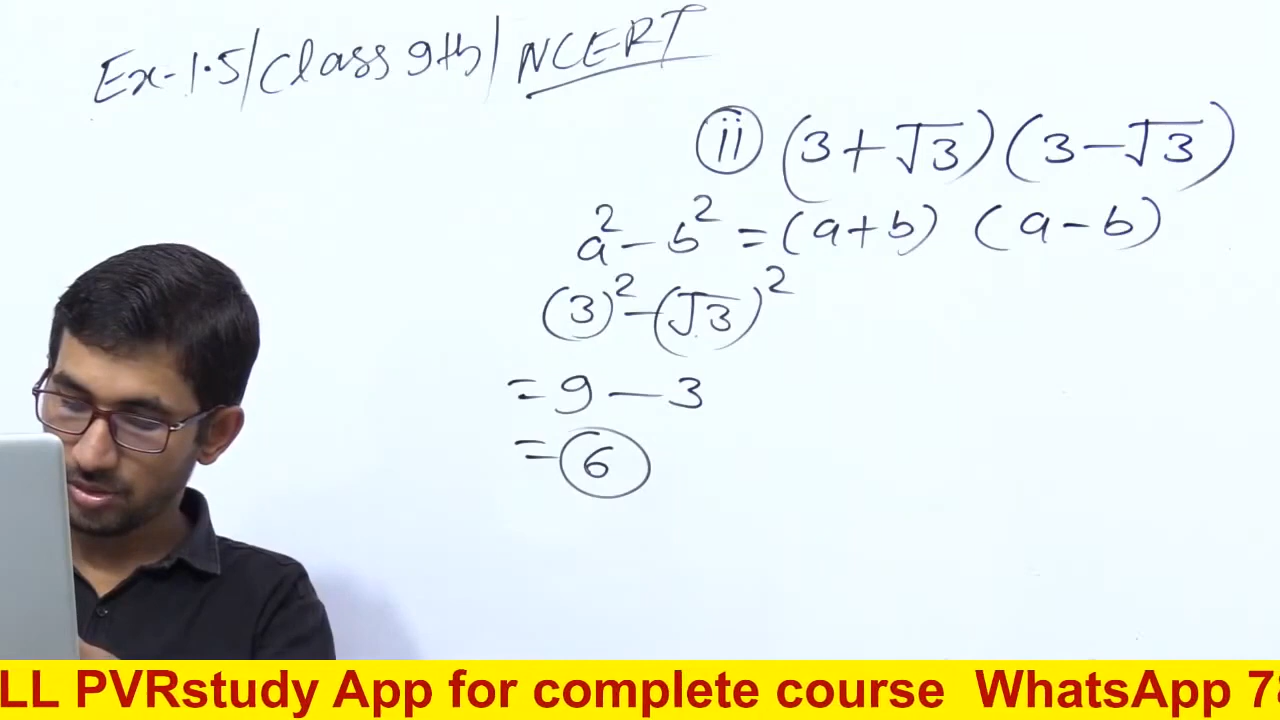 Ex-1.5/Class 9th/NCERT
(ii) (3+√3)(3-√3)
a²-b²=(a+b) (a-b)
(3)²-(√3)²
=9-3
=6
LL PVRstudy App for complete course WhatsApp 78